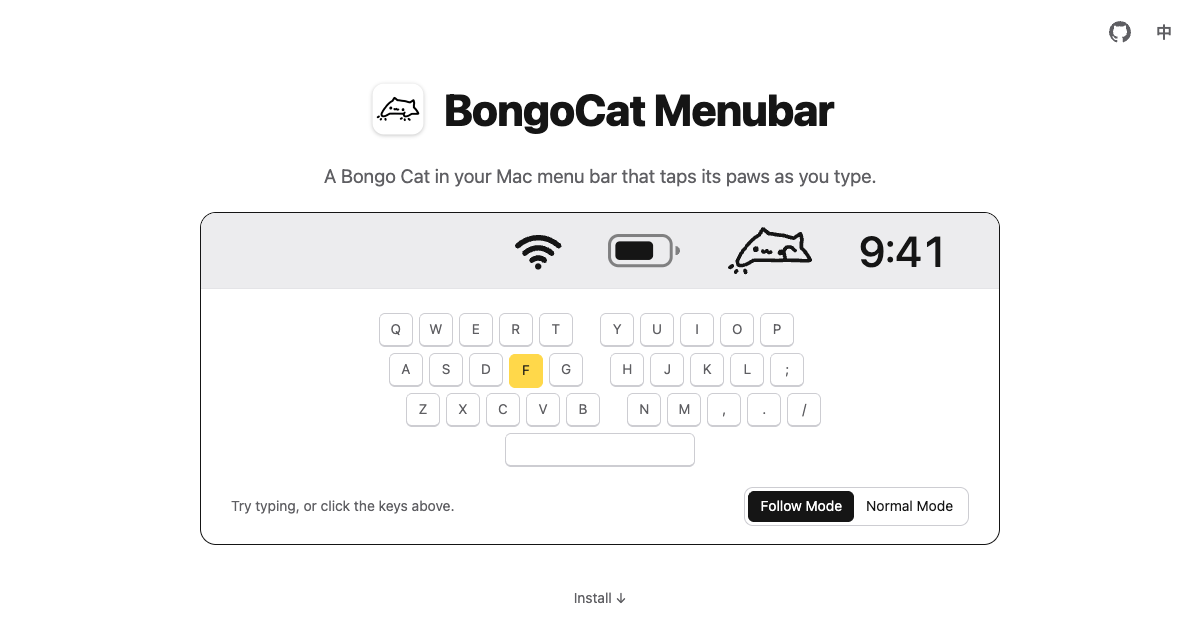 中
BongoCat Menubar
A Bongo Cat in your Mac menu bar that taps its paws as you type.
9:41
Q W E R T Y U I O P
A S D F G H J K L ;
Z X C V B N M , . /
Try typing, or click the keys above.
Follow Mode Normal Mode
Install ↓